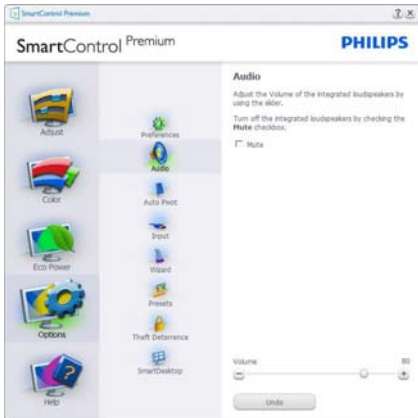 SmartControl Premium
? x
SmartControl Premium
PHILIPS
Adjust
Color
Eco Power
Options
Help
Preferences
Audio
Auto Pivot
Input
Wizard
Presets
Theft Deterrence
SmartDesktop
Audio
Adjust the Volume of the integrated loudspeakers by
using the slider.
Turn off the integrated loudspeakers by checking the
Mute checkbox.
Mute
Volume
80
Undo